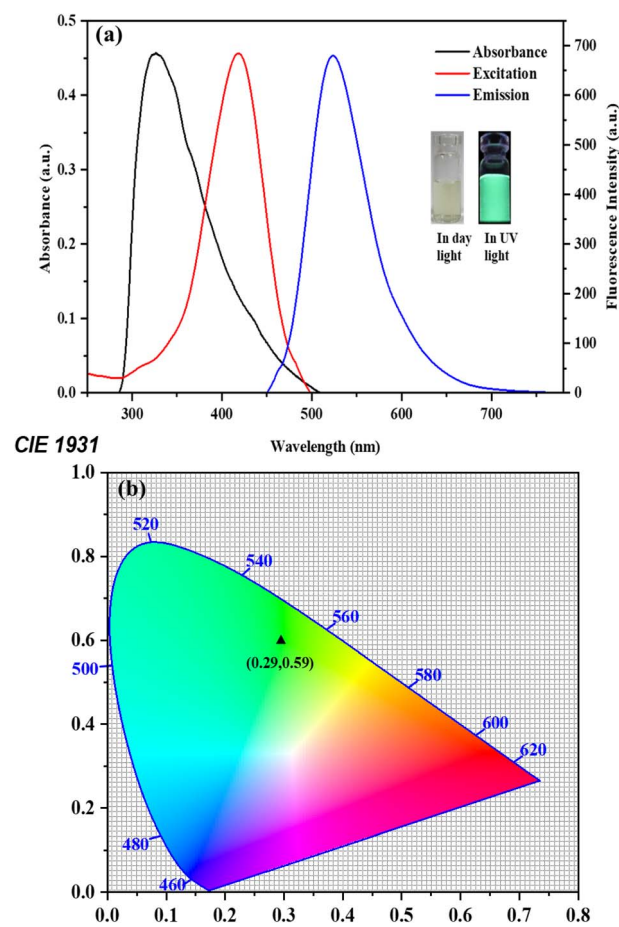 (a)
Absorbance
Excitation
Emission
In day light
In UV light
Absorbance (a.u.)
0.5
0.4
0.3
0.2
0.1
0.0
Fluorescence Intensity (a.u.)
700
600
500
400
300
200
100
0
300 400 500 600 700
Wavelength (nm)
CIE 1931
(b)
1.0
0.8
0.6
0.4
0.2
0.0
520
540
560
580
600
620
500
480
460
(0.29,0.59)
0.0 0.1 0.2 0.3 0.4 0.5 0.6 0.7 0.8